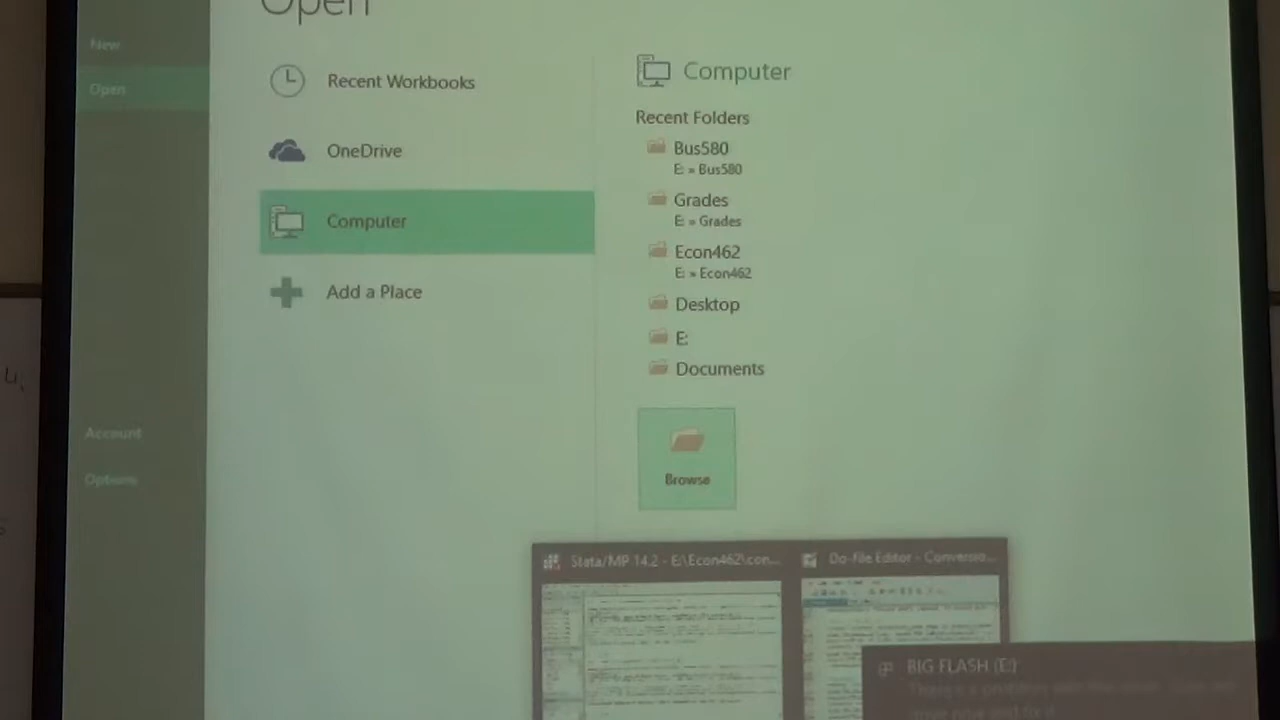 Open
New
Open
Account
Options
Recent Workbooks
OneDrive
Computer
Add a Place
Computer
Recent Folders
Bus580
E: » Bus580
Grades
E: » Grades
Econ462
E: » Econ462
Desktop
E:
Documents
Browse
Stata/MP 14.2 - E:\Econ462\con...
Do-file Editor - Conversio...
BIG FLASH (E:)